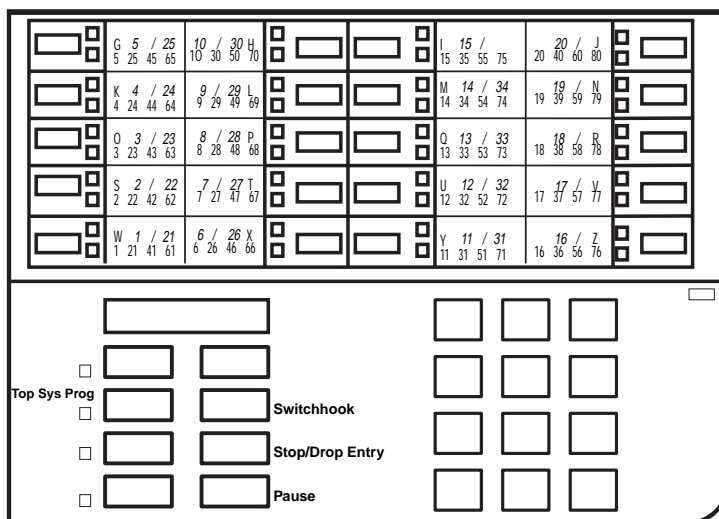 G 5 / 25 10 / 30 H I 15 / 20 / J
5 25 45 65 10 30 50 70 15 35 55 75 20 40 60 80
K 4 / 24 9 / 29 L M 14 / 34 19 / N
4 24 44 64 9 29 49 69 14 34 54 74 19 39 59 79
O 3 / 23 8 / 28 P Q 13 / 33 18 / R
3 23 43 63 8 28 48 68 13 33 53 73 18 38 58 78
S 2 / 22 7 / 27 T U 12 / 32 17 / V
2 22 42 62 7 27 47 67 12 32 52 72 17 37 57 77
W 1 / 21 6 / 26 X Y 11 / 31 16 / Z
1 21 41 61 6 26 46 66 11 31 51 71 16 36 56 76
Top Sys Prog
Switchhook
Stop/Drop Entry
Pause